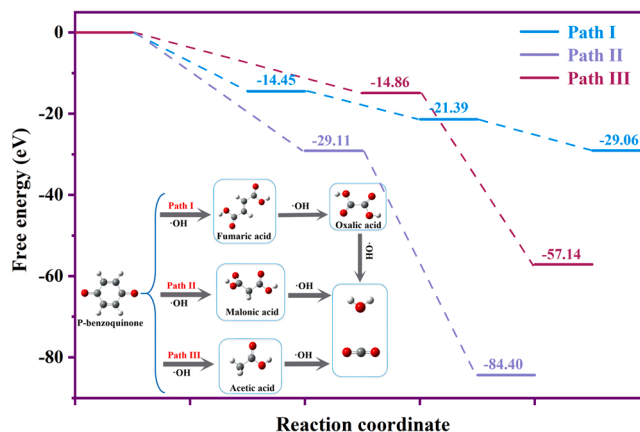 Free energy (eV)
0
-20
-40
-60
-80
Path I
Path II
Path III
-14.45
-14.86
-21.39
-29.11
-29.06
-57.14
-84.40
P-benzoquinone
Path I
·OH
Fumaric acid
·OH
Oxalic acid
·OH
Path II
·OH
Malonic acid
·OH
Path III
·OH
Acetic acid
·OH
Reaction coordinate